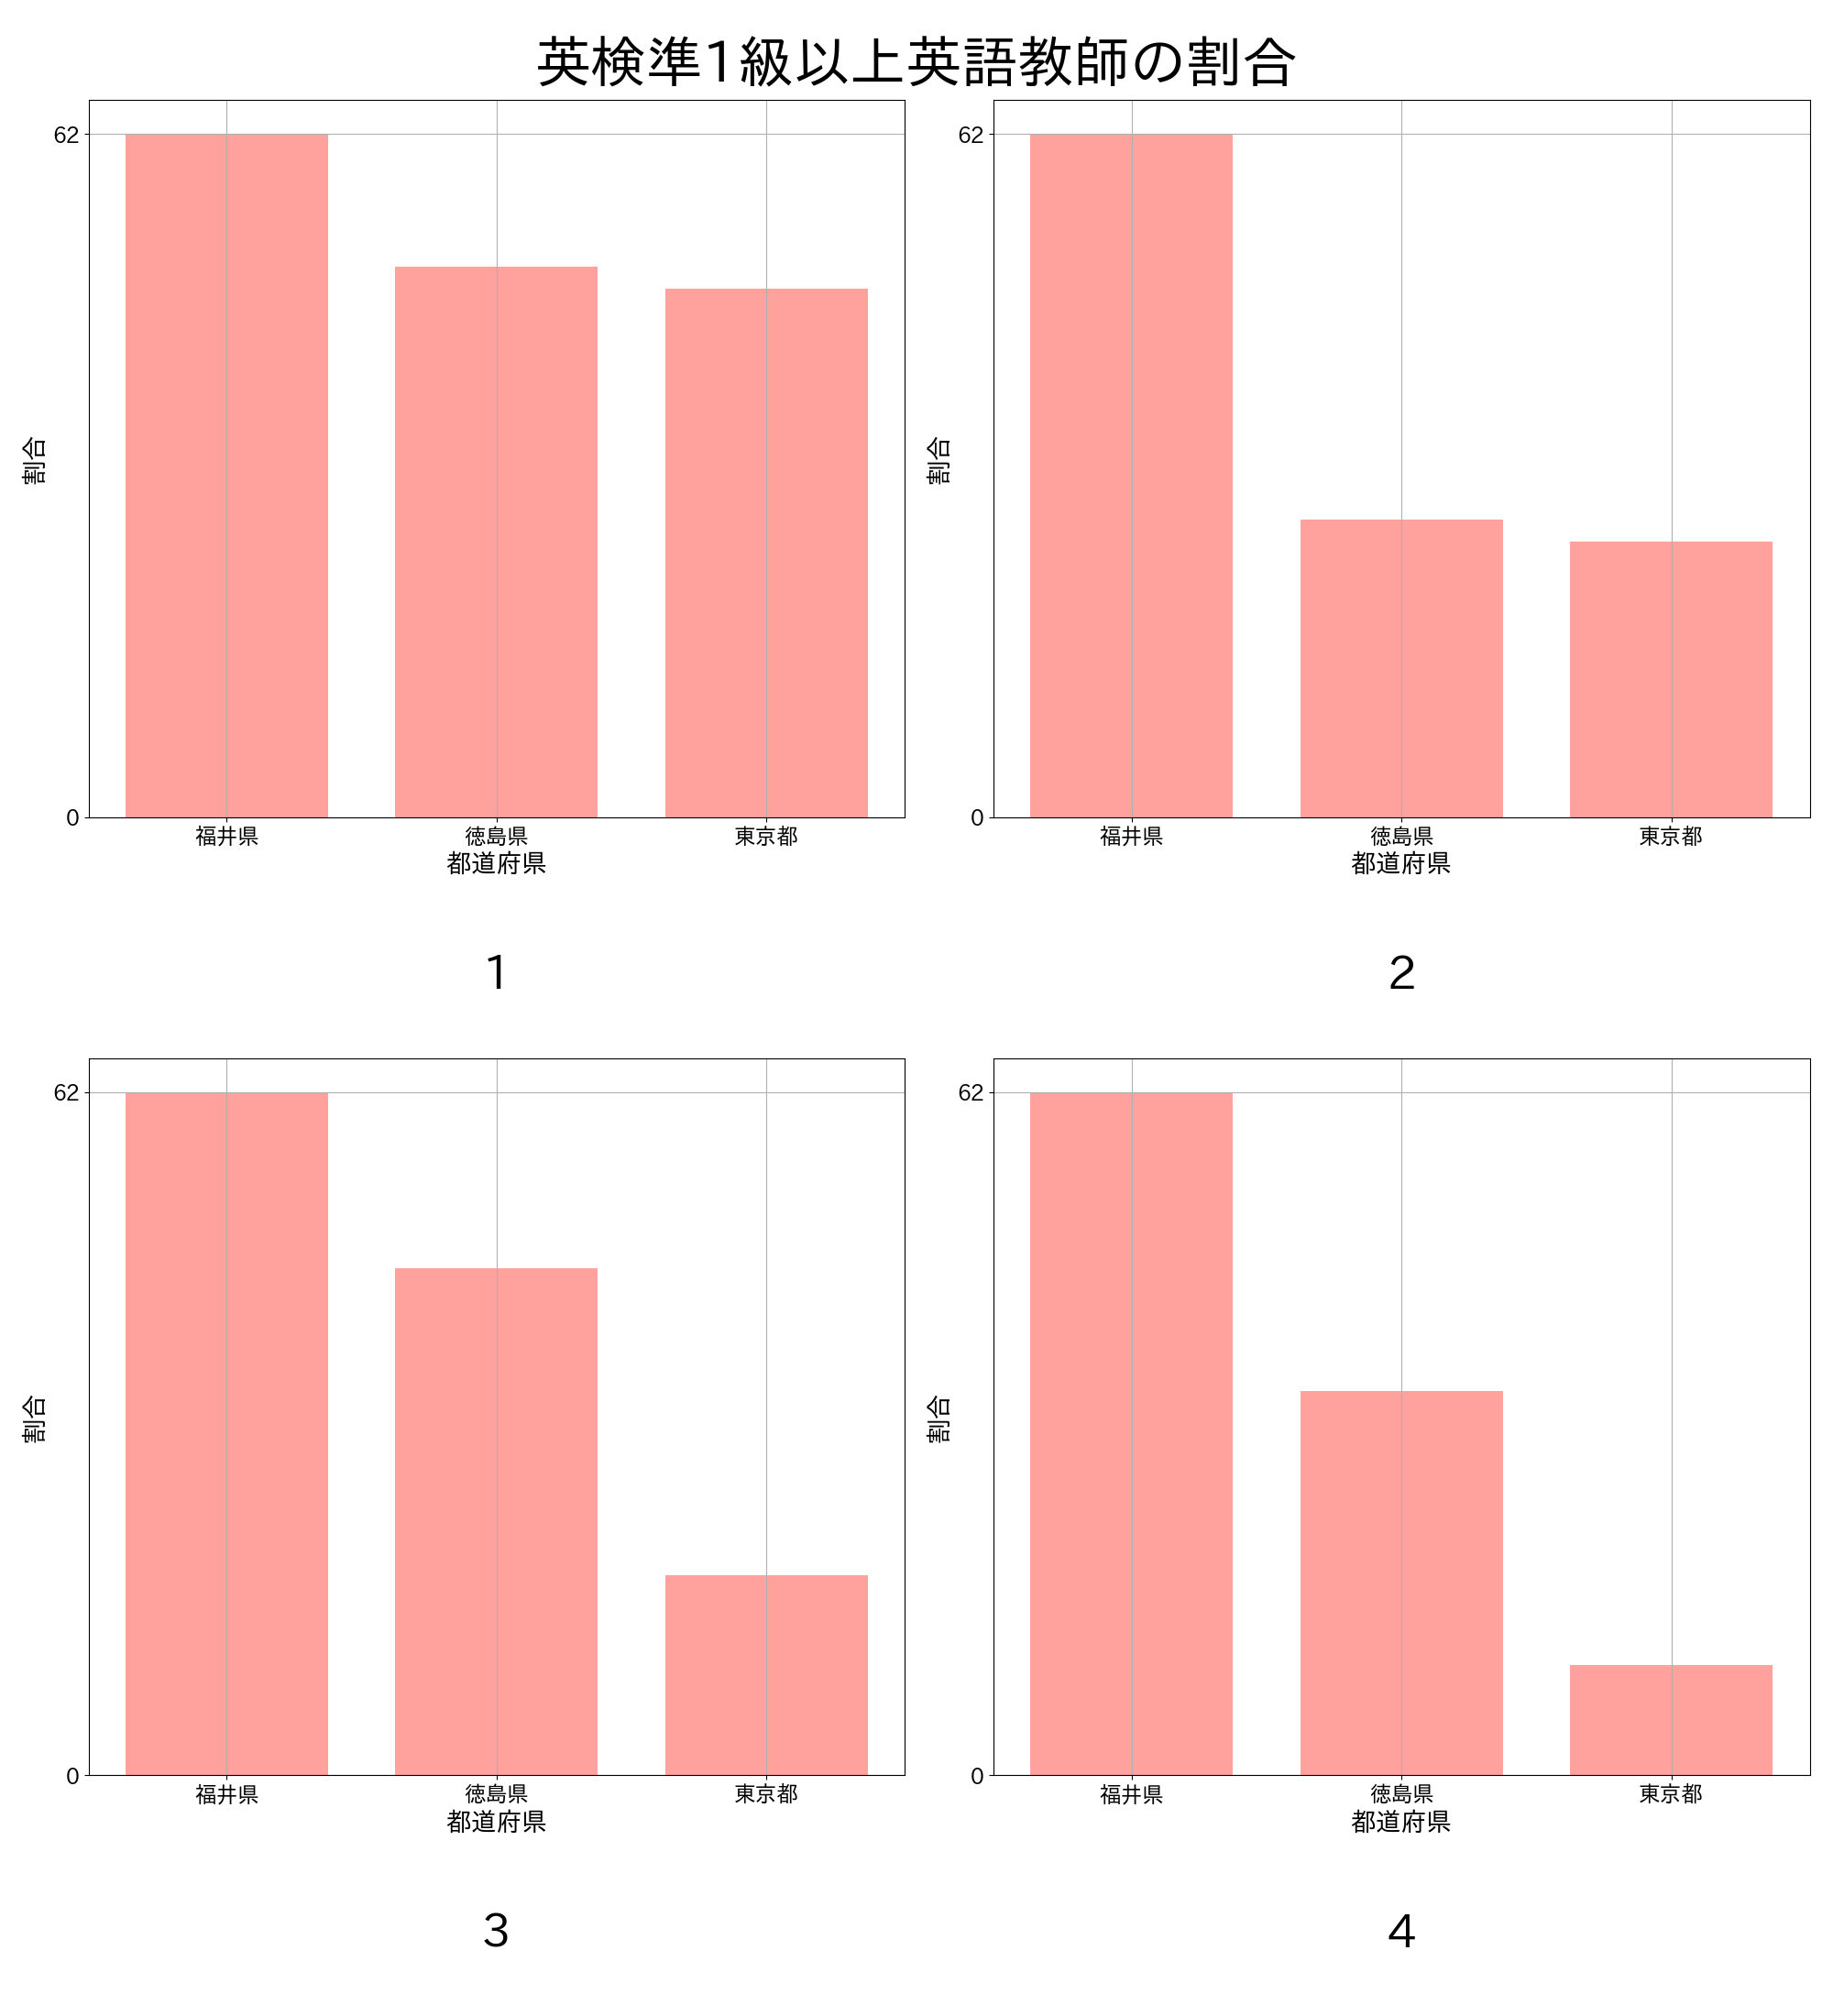 英検準1級以上英語教師の割合
62
割合
0
福井県 徳島県 東京都
都道府県
1
62
割合
0
福井県 徳島県 東京都
都道府県
2
62
割合
0
福井県 徳島県 東京都
都道府県
3
62
割合
0
福井県 徳島県 東京都
都道府県
4